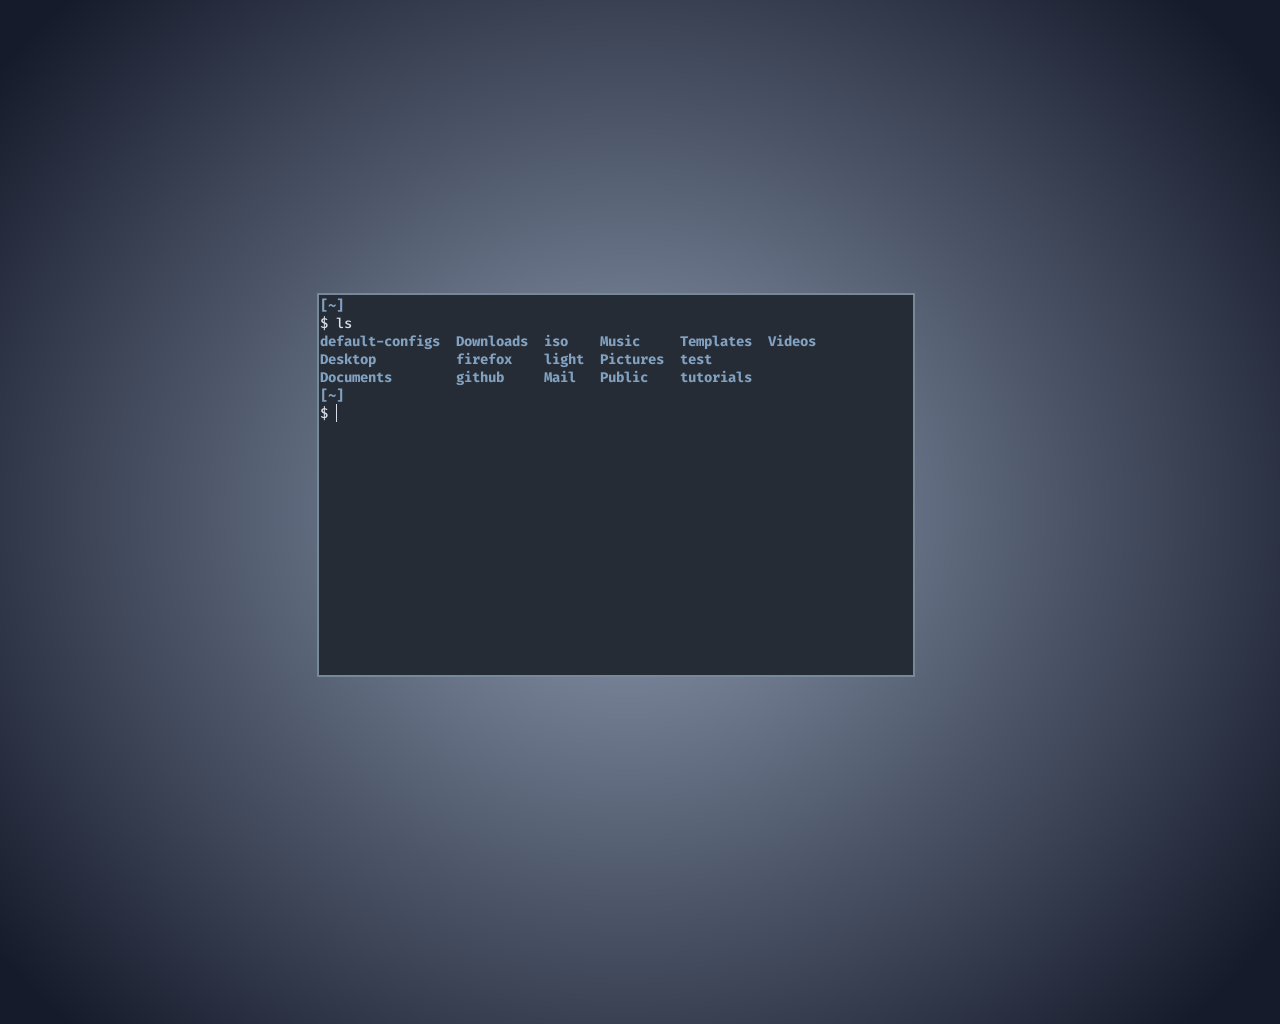 [~]
$ ls
default-configs  Downloads  iso    Music     Templates  Videos
Desktop          firefox    light  Pictures  test
Documents        github     Mail   Public    tutorials
[~]
$